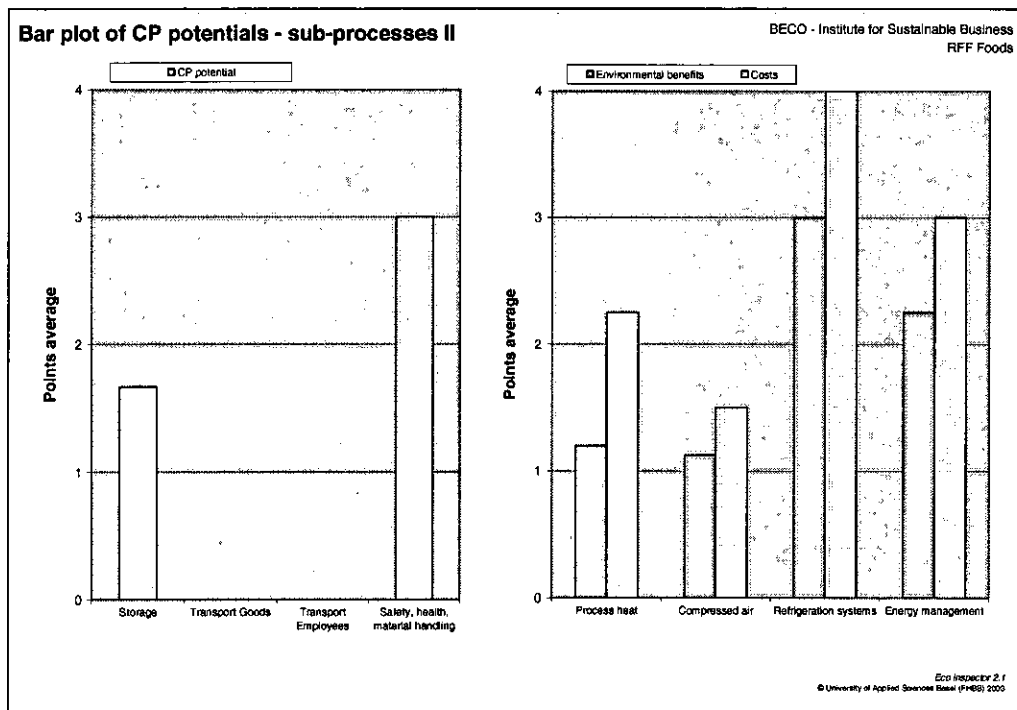 Bar plot of CP potentials - sub-processes II
BECO - Institute for Sustainable Business
RFF Foods
CP potential
Environmental benefits Costs
4
3
2
1
0
Points average
Storage
Transport Goods
Transport
Employees
Safety, health,
material handling
4
3
2
1
0
Points average
Process heat
Compressed air
Refrigeration systems
Energy management
Eco Inspector 2.1
© University of Applied Sciences Basel (FHBB) 2003